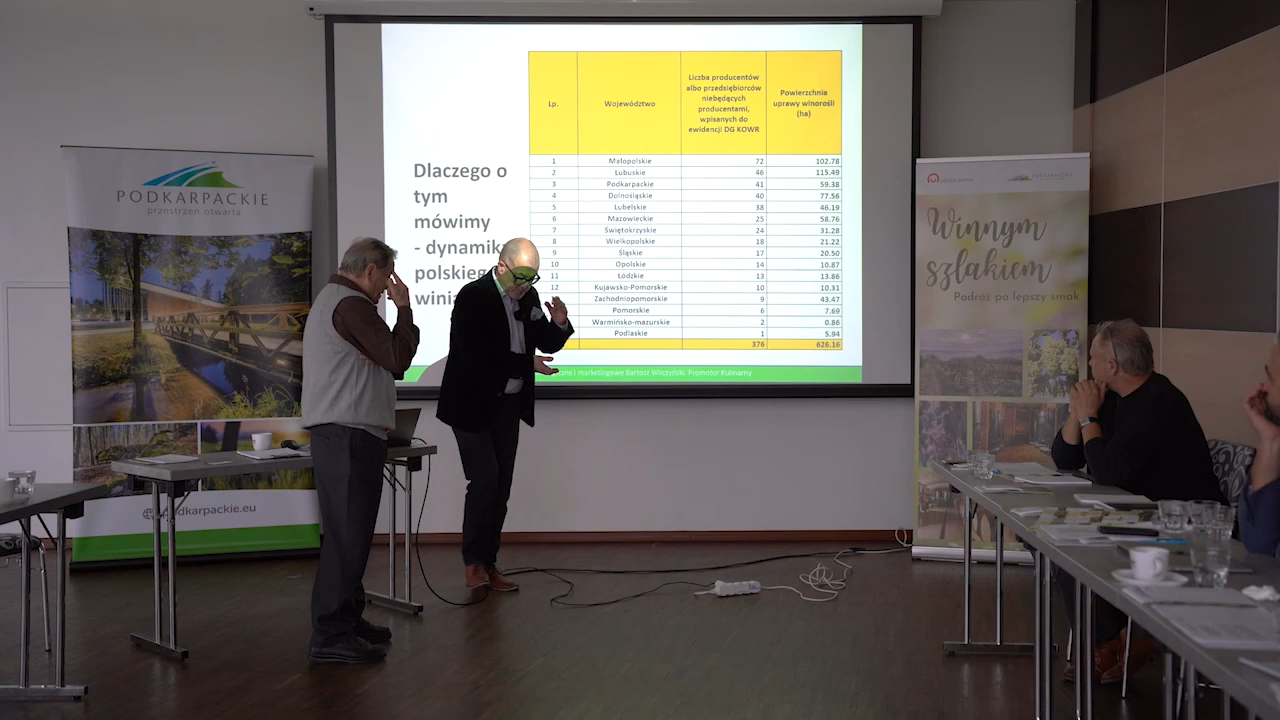 Dlaczego o
tym
mówimy
- dynamika
polskieg
winia
Lp. Województwo Liczba producentów albo przedsiębiorców niebędących producentami, wpisanych do ewidencji DG KOWR Powierzchnia uprawy winorośli (ha)
1 Małopolskie 72 102.78
2 Lubuskie 46 115.49
3 Podkarpackie 41 59.38
4 Dolnośląskie 40 77.56
5 Lubelskie 38 46.19
6 Mazowieckie 25 58.76
7 Świętokrzyskie 24 31.28
8 Wielkopolskie 18 21.22
9 Śląskie 17 20.50
10 Opolskie 14 10.87
11 Łódzkie 13 13.86
12 Kujawsko-Pomorskie 10 10.31
Zachodniopomorskie 9 43.47
Pomorskie 6 7.69
Warmińsko-mazurskie 2 0.86
Podlaskie 1 5.94
376 626.16
czne i marketingowe Bartosz Wilczyński. Promotor Kulinarny
PODKARPACKIE
przestrzeń otwarta
podkarpackie.eu
PODKARPACKIE
Winnym
szlakiem
Podróż po lepszy smak